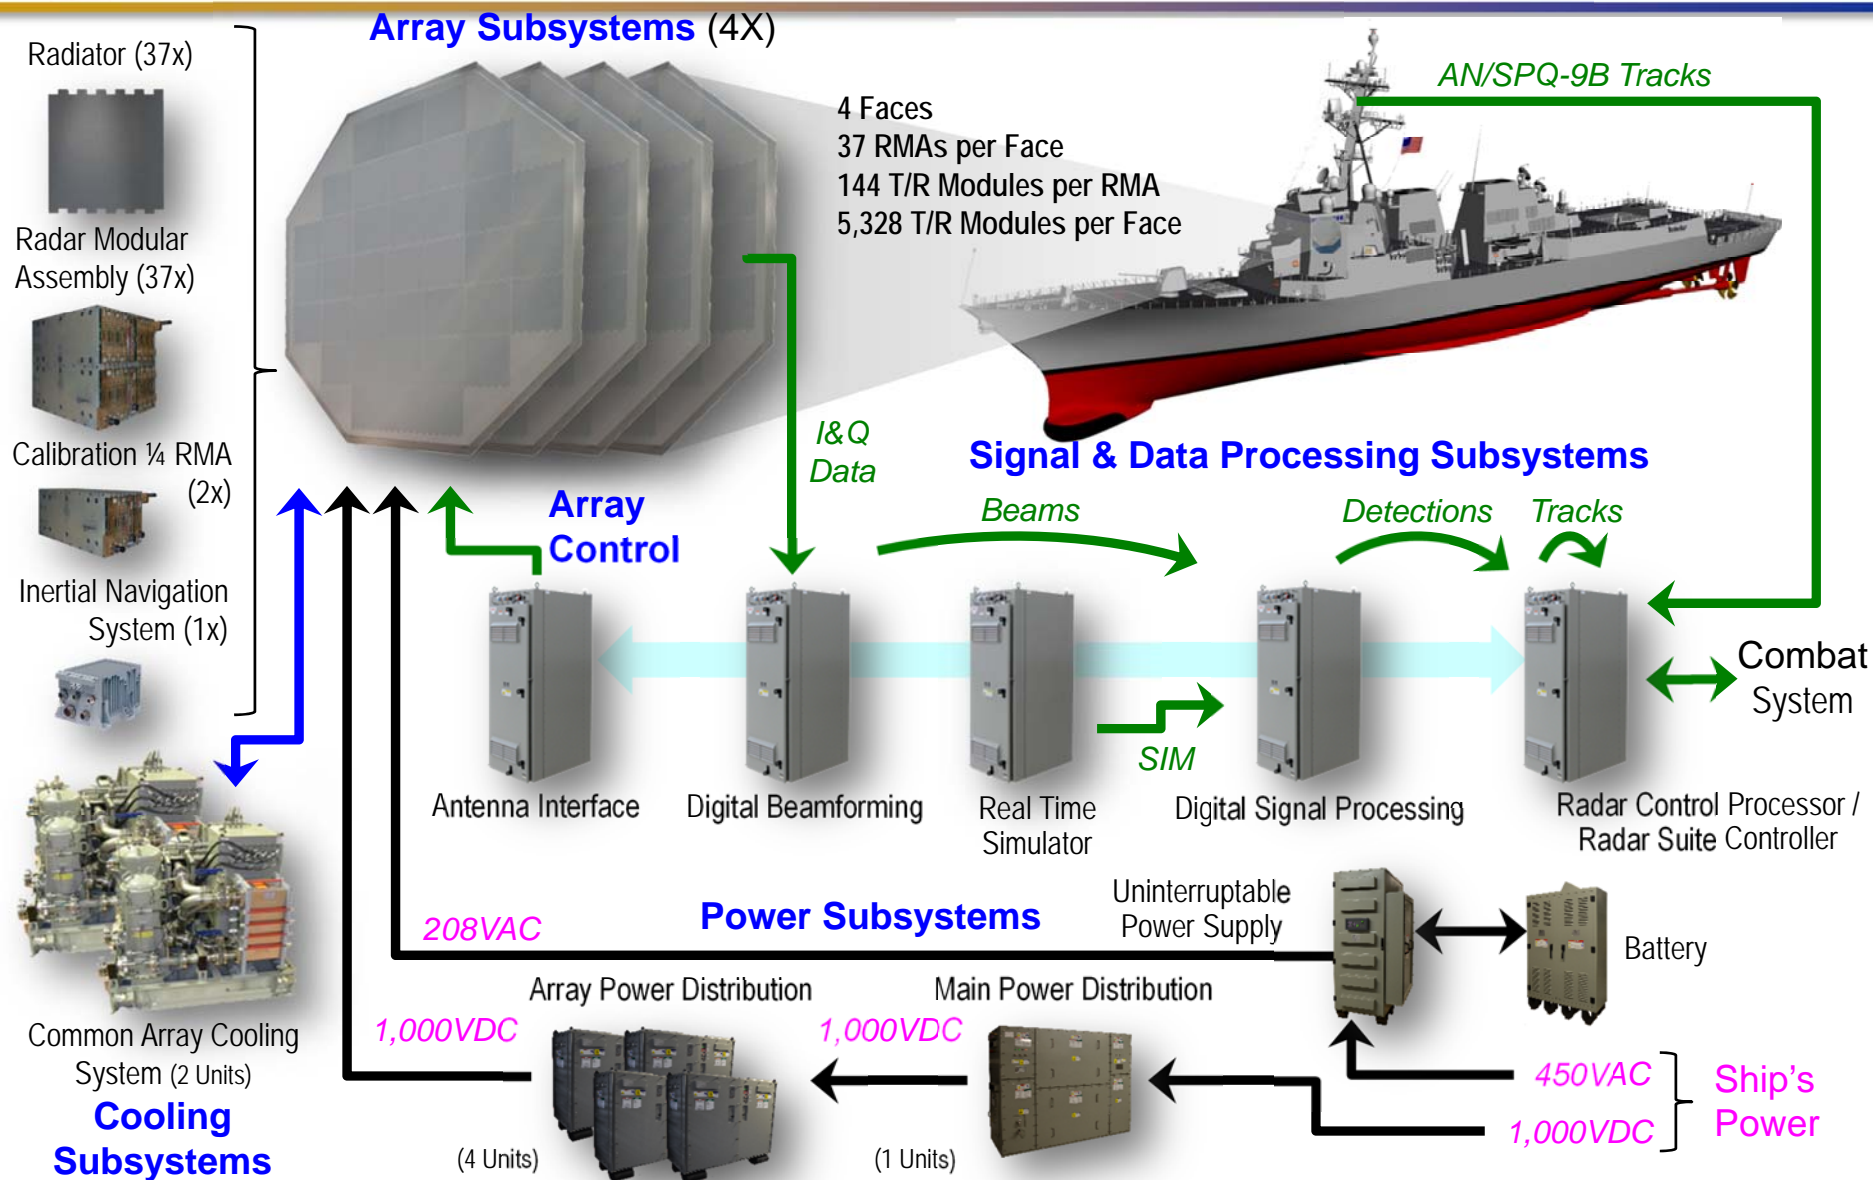 Array Subsystems (4X)
Radiator (37x)
Radar Modular
Assembly (37x)
Calibration ¼ RMA
(2x)
Inertial Navigation
System (1x)
4 Faces
37 RMAs per Face
144 T/R Modules per RMA
5,328 T/R Modules per Face
AN/SPQ-9B Tracks
I&Q
Data
Signal & Data Processing Subsystems
Array
Control
Beams
Detections
Tracks
SIM
Combat
System
Antenna Interface
Digital Beamforming
Real Time
Simulator
Digital Signal Processing
Radar Control Processor /
Radar Suite Controller
Common Array Cooling
System (2 Units)
Cooling
Subsystems
Power Subsystems
208VAC
Uninterruptable
Power Supply
Battery
Array Power Distribution
Main Power Distribution
1,000VDC
1,000VDC
(4 Units)
(1 Units)
450VAC
1,000VDC
Ship's
Power